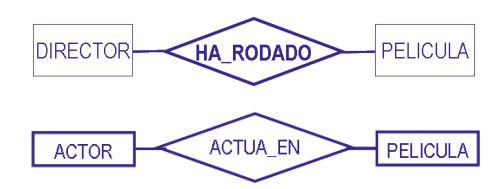 DIRECTOR HA_RODADO PELICULA
ACTOR ACTUA_EN PELICULA